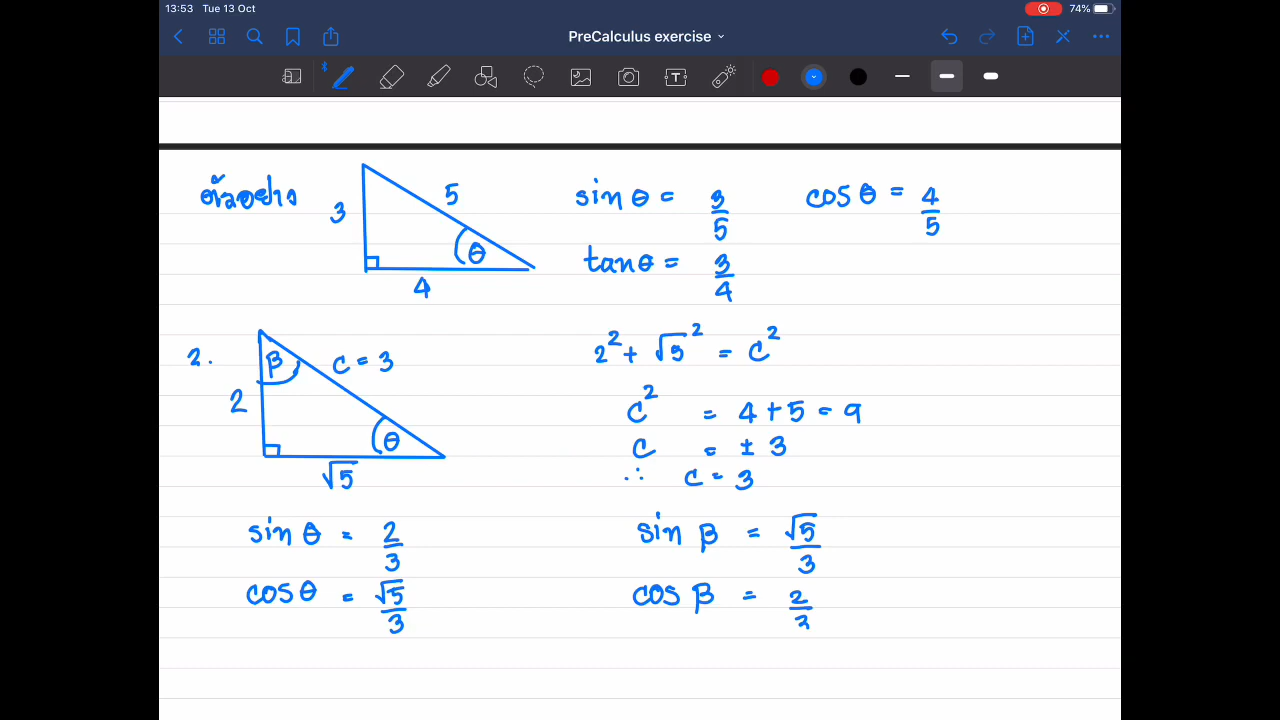 13:53 Tue 13 Oct 74%
PreCalculus exercise
T
ตัวอย่าง
3
5
θ
4
sin θ = 3/5
cos θ = 4/5
tan θ = 3/4
2.
β
c = 3
2
θ
√5
2² + √5² = c²
c² = 4 + 5 = 9
c = ± 3
∴ c = 3
sin θ = 2/3
sin β = √5/3
cos θ = √5/3
cos β = 2/3